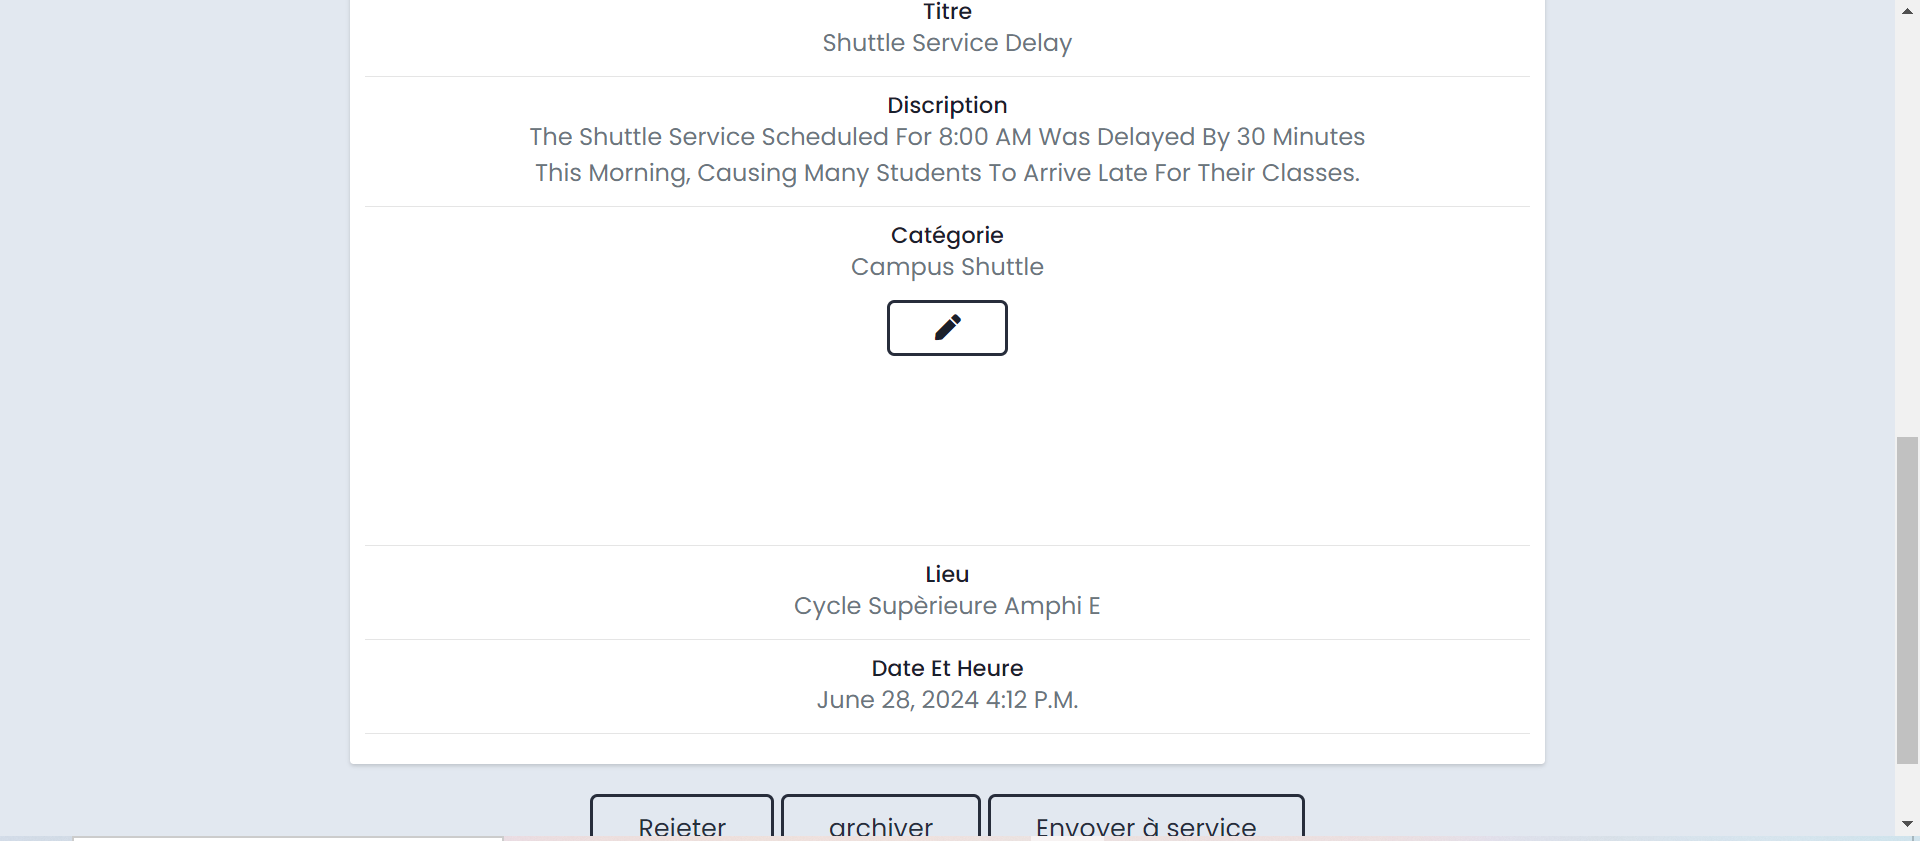 Titre
Shuttle Service Delay
Discription
The Shuttle Service Scheduled For 8:00 AM Was Delayed By 30 Minutes
This Morning, Causing Many Students To Arrive Late For Their Classes.
Catégorie
Campus Shuttle
Lieu
Cycle Supèrieure Amphi E
Date Et Heure
June 28, 2024 4:12 P.M.
Rejeter archiver Envoyer à service